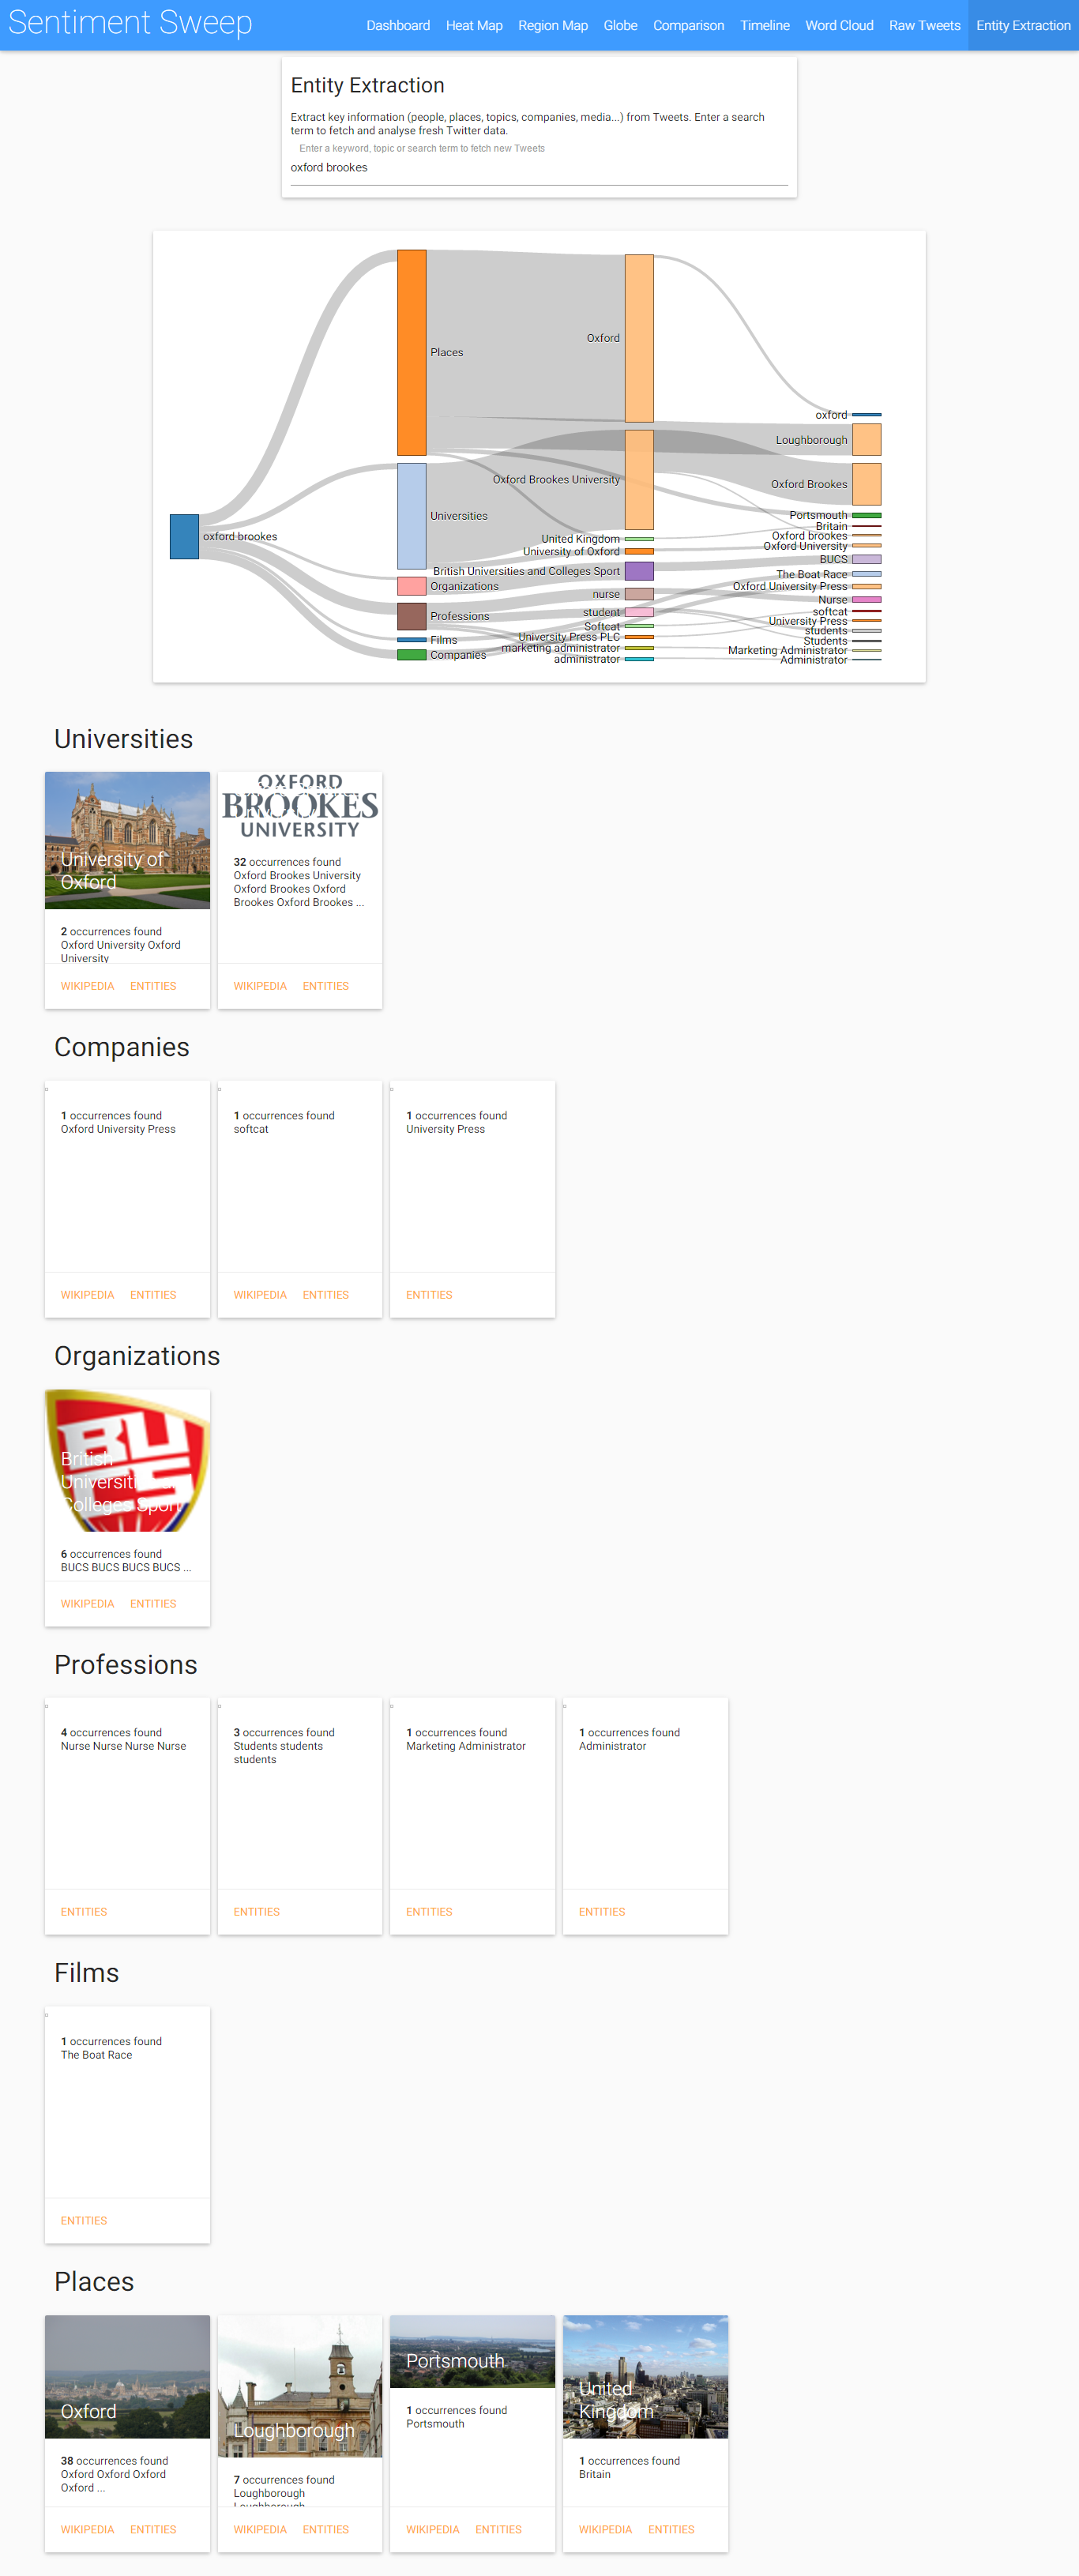 Sentiment Sweep
Dashboard Heat Map Region Map Globe Comparison Timeline Word Cloud Raw Tweets Entity Extraction
Entity Extraction
Extract key information (people, places, topics, companies, media...) from Tweets. Enter a search
term to fetch and analyse fresh Twitter data.
Enter a keyword, topic or search term to fetch new Tweets
oxford brookes
oxford brookes
Places
Universities
Organizations
Professions
Films
Companies
Oxford
Oxford Brookes University
United Kingdom
University of Oxford
British Universities and Colleges Sport
nurse
student
Softcat
University Press PLC
marketing administrator
administrator
oxford
Loughborough
Oxford Brookes
Portsmouth
Britain
Oxford brookes
Oxford University
BUCS
The Boat Race
Oxford University Press
Nurse
softcat
University Press
students
Students
Marketing Administrator
Administrator
Universities
University of
Oxford
2 occurrences found
Oxford University Oxford
University
WIKIPEDIA ENTITIES
OXFORD
BROOKES
UNIVERSITY
Oxford Brookes
University
32 occurrences found
Oxford Brookes University
Oxford Brookes Oxford
Brookes Oxford Brookes ...
WIKIPEDIA ENTITIES
Companies
1 occurrences found
Oxford University Press
WIKIPEDIA ENTITIES
1 occurrences found
softcat
WIKIPEDIA ENTITIES
1 occurrences found
University Press
ENTITIES
Organizations
BUCS
British
Universities and
Colleges Sport
6 occurrences found
BUCS BUCS BUCS BUCS ...
WIKIPEDIA ENTITIES
Professions
4 occurrences found
Nurse Nurse Nurse Nurse
ENTITIES
3 occurrences found
Students students
students
ENTITIES
1 occurrences found
Marketing Administrator
ENTITIES
1 occurrences found
Administrator
ENTITIES
Films
1 occurrences found
The Boat Race
ENTITIES
Places
Oxford
38 occurrences found
Oxford Oxford Oxford
Oxford ...
WIKIPEDIA ENTITIES
Loughborough
7 occurrences found
Loughborough
Loughborough
WIKIPEDIA ENTITIES
Portsmouth
1 occurrences found
Portsmouth
WIKIPEDIA ENTITIES
United
Kingdom
1 occurrences found
Britain
WIKIPEDIA ENTITIES